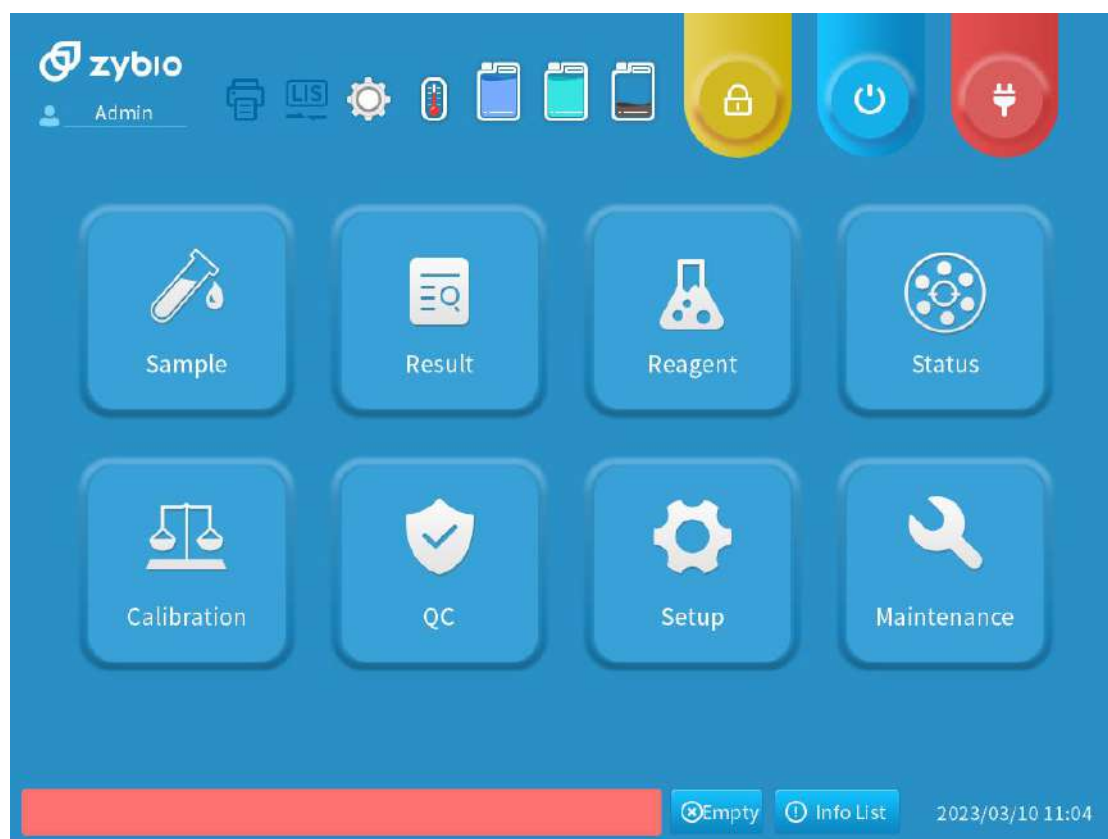 zybio
Admin
LIS
Sample
Result
Reagent
Status
Calibration
QC
Setup
Maintenance
Empty
Info List
2023/03/10 11:04